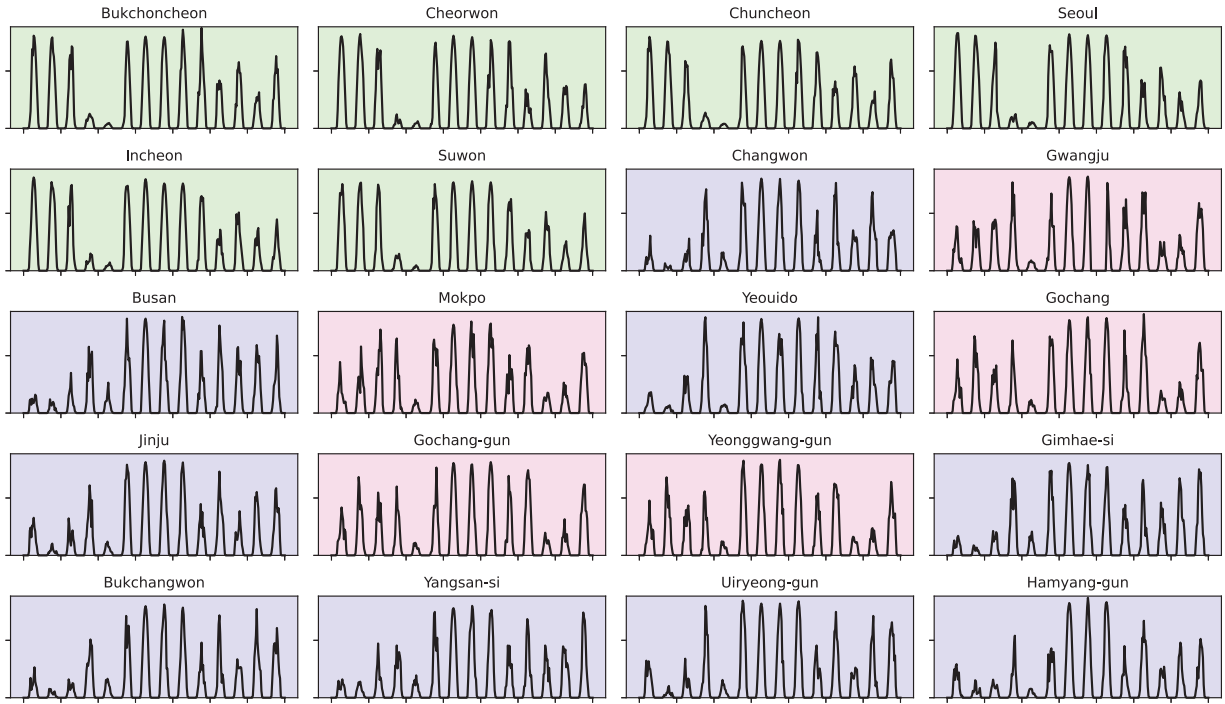 Bukchoncheon Cheorwon Chuncheon Seoul
Incheon Suwon Changwon Gwangju
Busan Mokpo Yeouido Gochang
Jinju Gochang-gun Yeonggwang-gun Gimhae-si
Bukchangwon Yangsan-si Uiryeong-gun Hamyang-gun